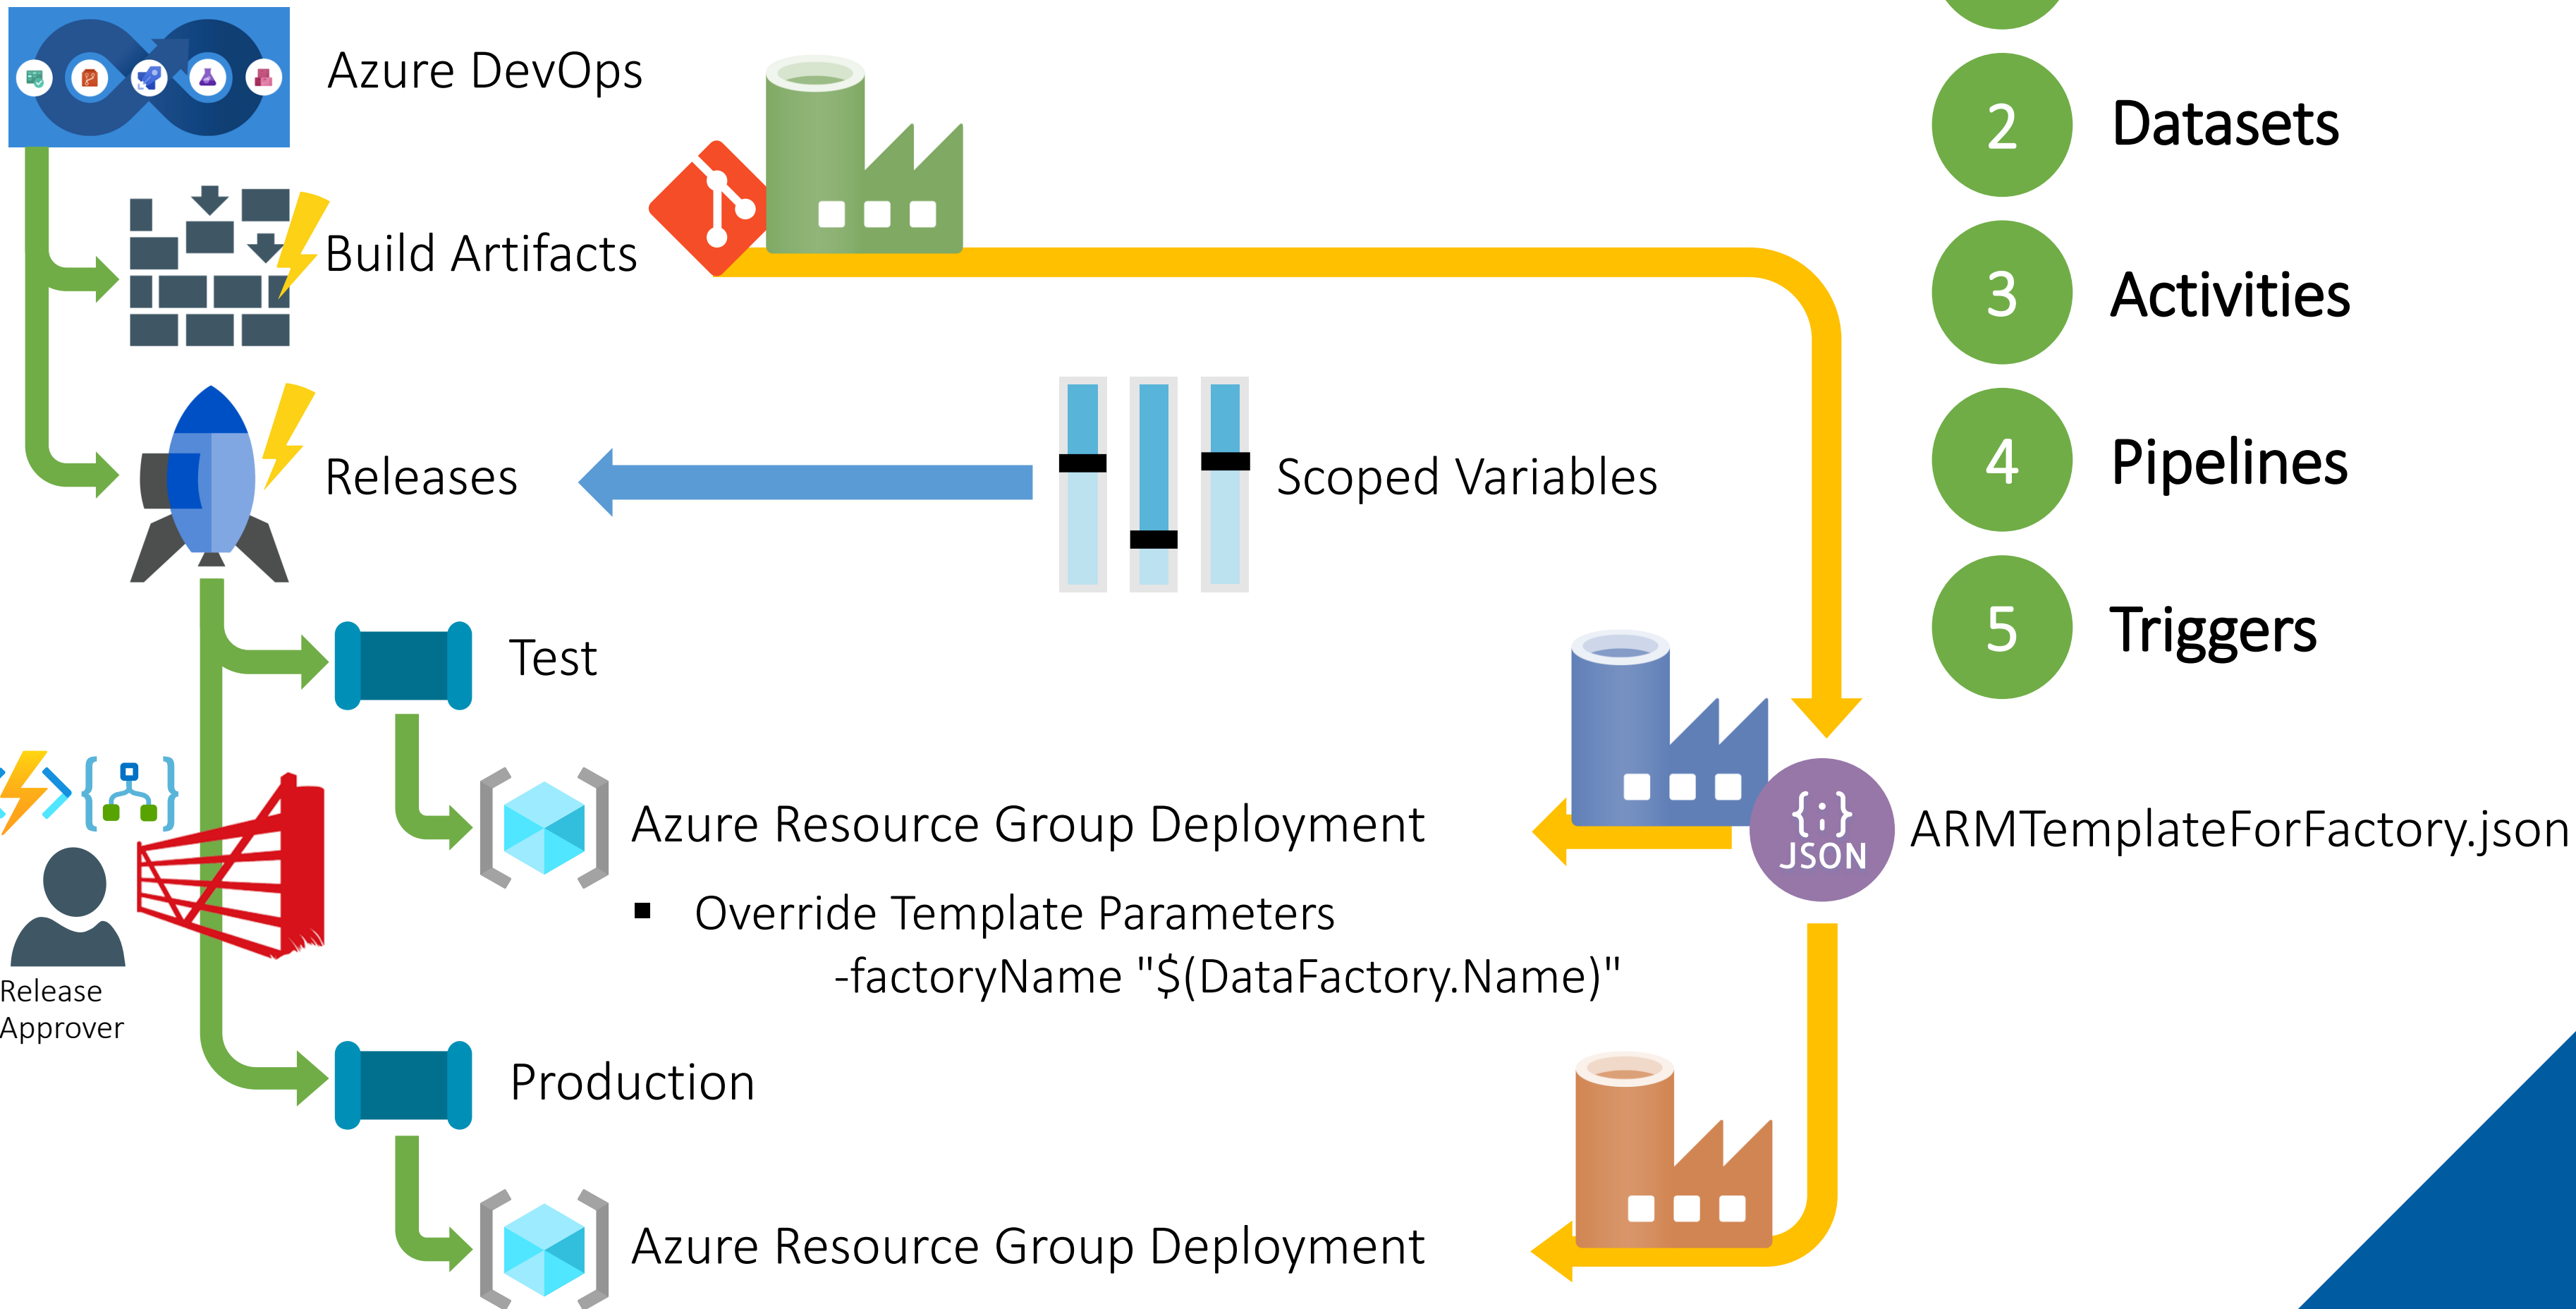 Azure DevOps
Build Artifacts
Releases
Scoped Variables
Test
Azure Resource Group Deployment
▪ Override Template Parameters
-factoryName "$(DataFactory.Name)"
Release
Approver
Production
Azure Resource Group Deployment
{;}
JSON
ARMTemplateForFactory.json
2 Datasets
3 Activities
4 Pipelines
5 Triggers